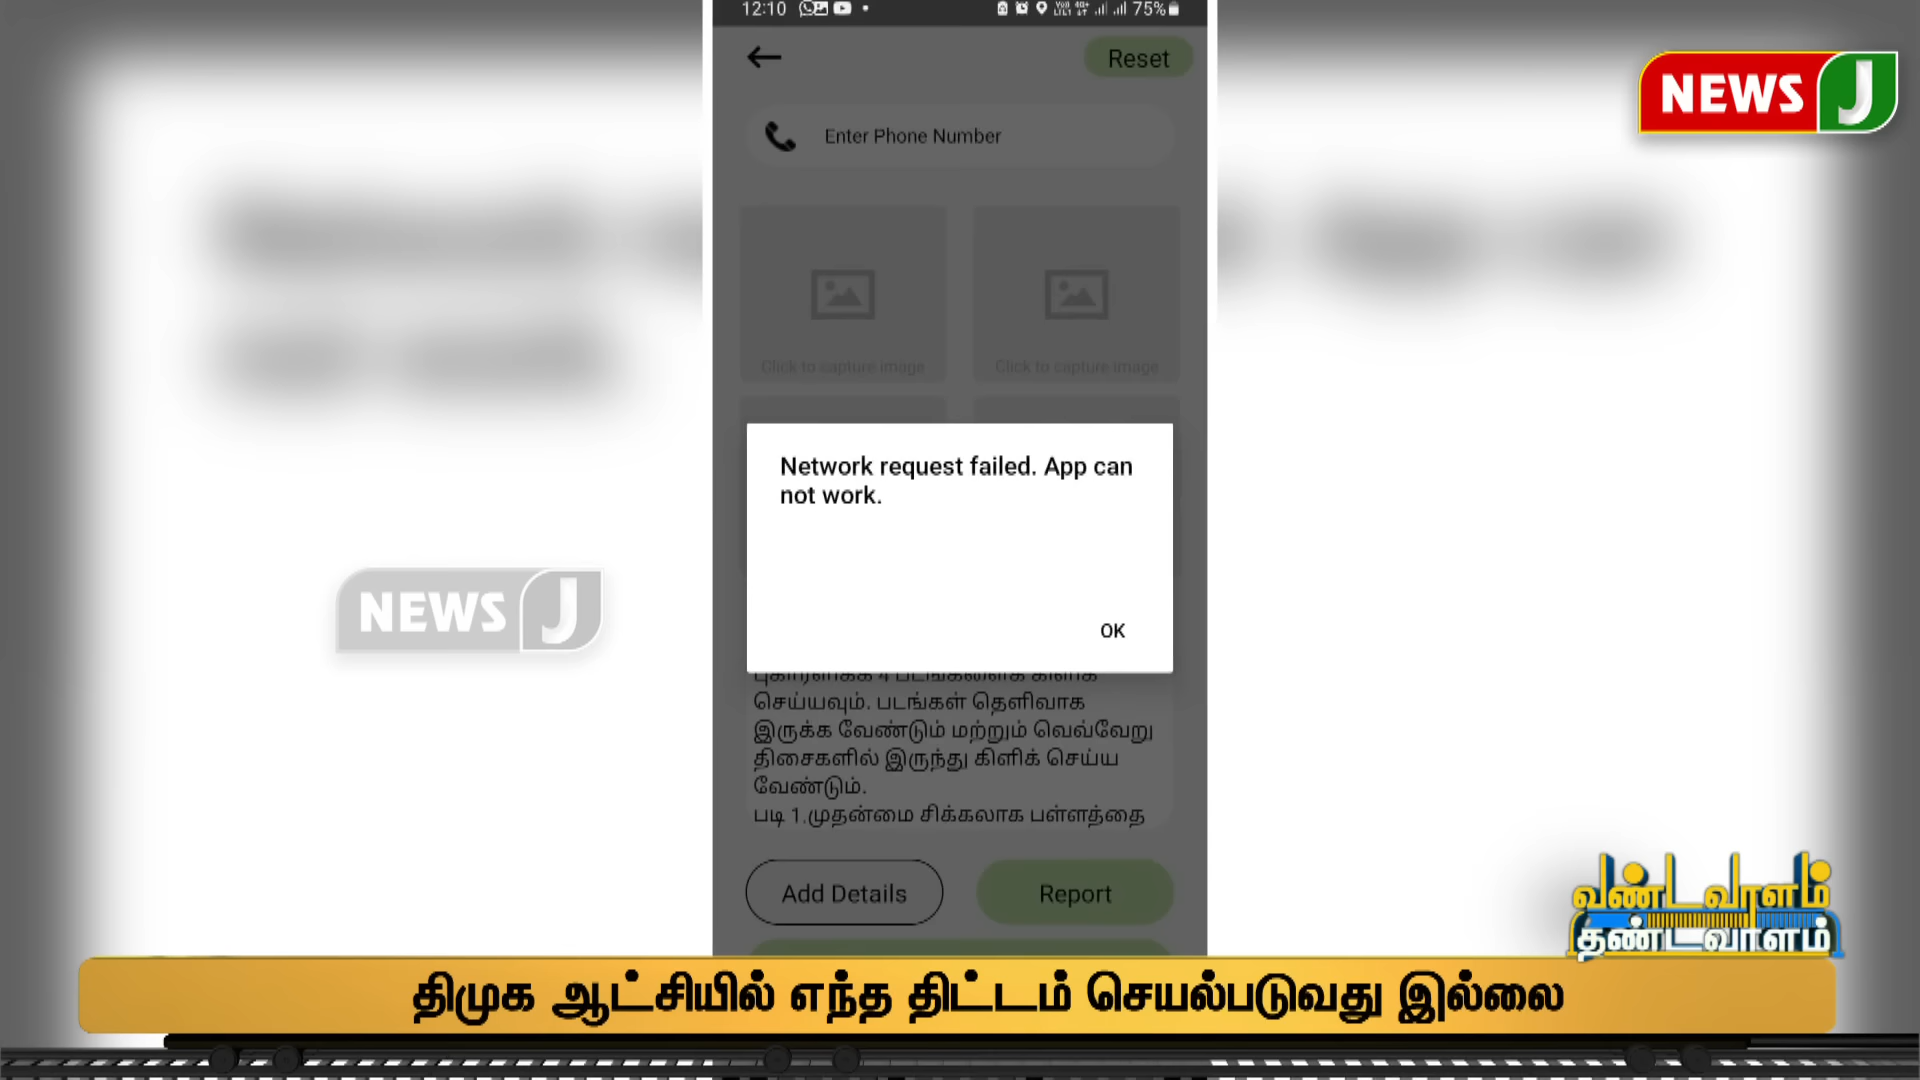 12:10
75%
Reset
NEWS J
Enter Phone Number
Click to capture image
Click to capture image
Network request failed. App can
not work.
OK
NEWS J
செய்யவும். படங்கள் தெளிவாக
இருக்க வேண்டும் மற்றும் வெவ்வேறு
திசைகளில் இருந்து கிளிக் செய்ய
வேண்டும்.
படி 1.முதன்மை சிக்கலாக பள்ளத்தை
Add Details
Report
வண்டவாளம்
தண்டவாளம்
திமுக ஆட்சியில் எந்த திட்டம் செயல்படுவது இல்லை